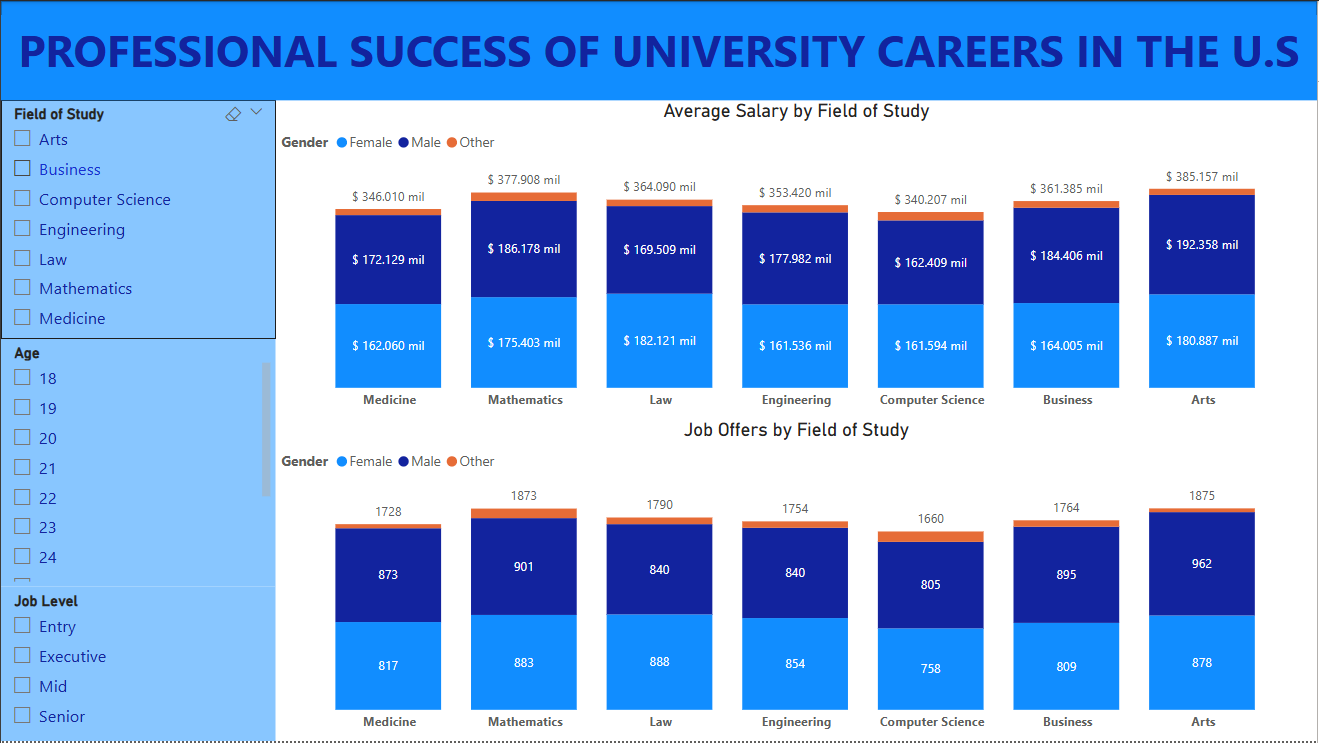 PROFESSIONAL SUCCESS OF UNIVERSITY CAREERS IN THE U.S
Field of Study
Arts
Business
Computer Science
Engineering
Law
Mathematics
Medicine
Age
18
19
20
21
22
23
24
Job Level
Entry
Executive
Mid
Senior
Average Salary by Field of Study
Gender Female Male Other
$ 346.010 mil $ 377.908 mil $ 364.090 mil $ 353.420 mil $ 340.207 mil $ 361.385 mil $ 385.157 mil
$ 172.129 mil $ 186.178 mil $ 169.509 mil $ 177.982 mil $ 162.409 mil $ 184.406 mil $ 192.358 mil
$ 162.060 mil $ 175.403 mil $ 182.121 mil $ 161.536 mil $ 161.594 mil $ 164.005 mil $ 180.887 mil
Medicine Mathematics Law Engineering Computer Science Business Arts
Job Offers by Field of Study
Gender Female Male Other
1728 1873 1790 1754 1660 1764 1875
873 901 840 840 805 895 962
817 883 888 854 758 809 878
Medicine Mathematics Law Engineering Computer Science Business Arts